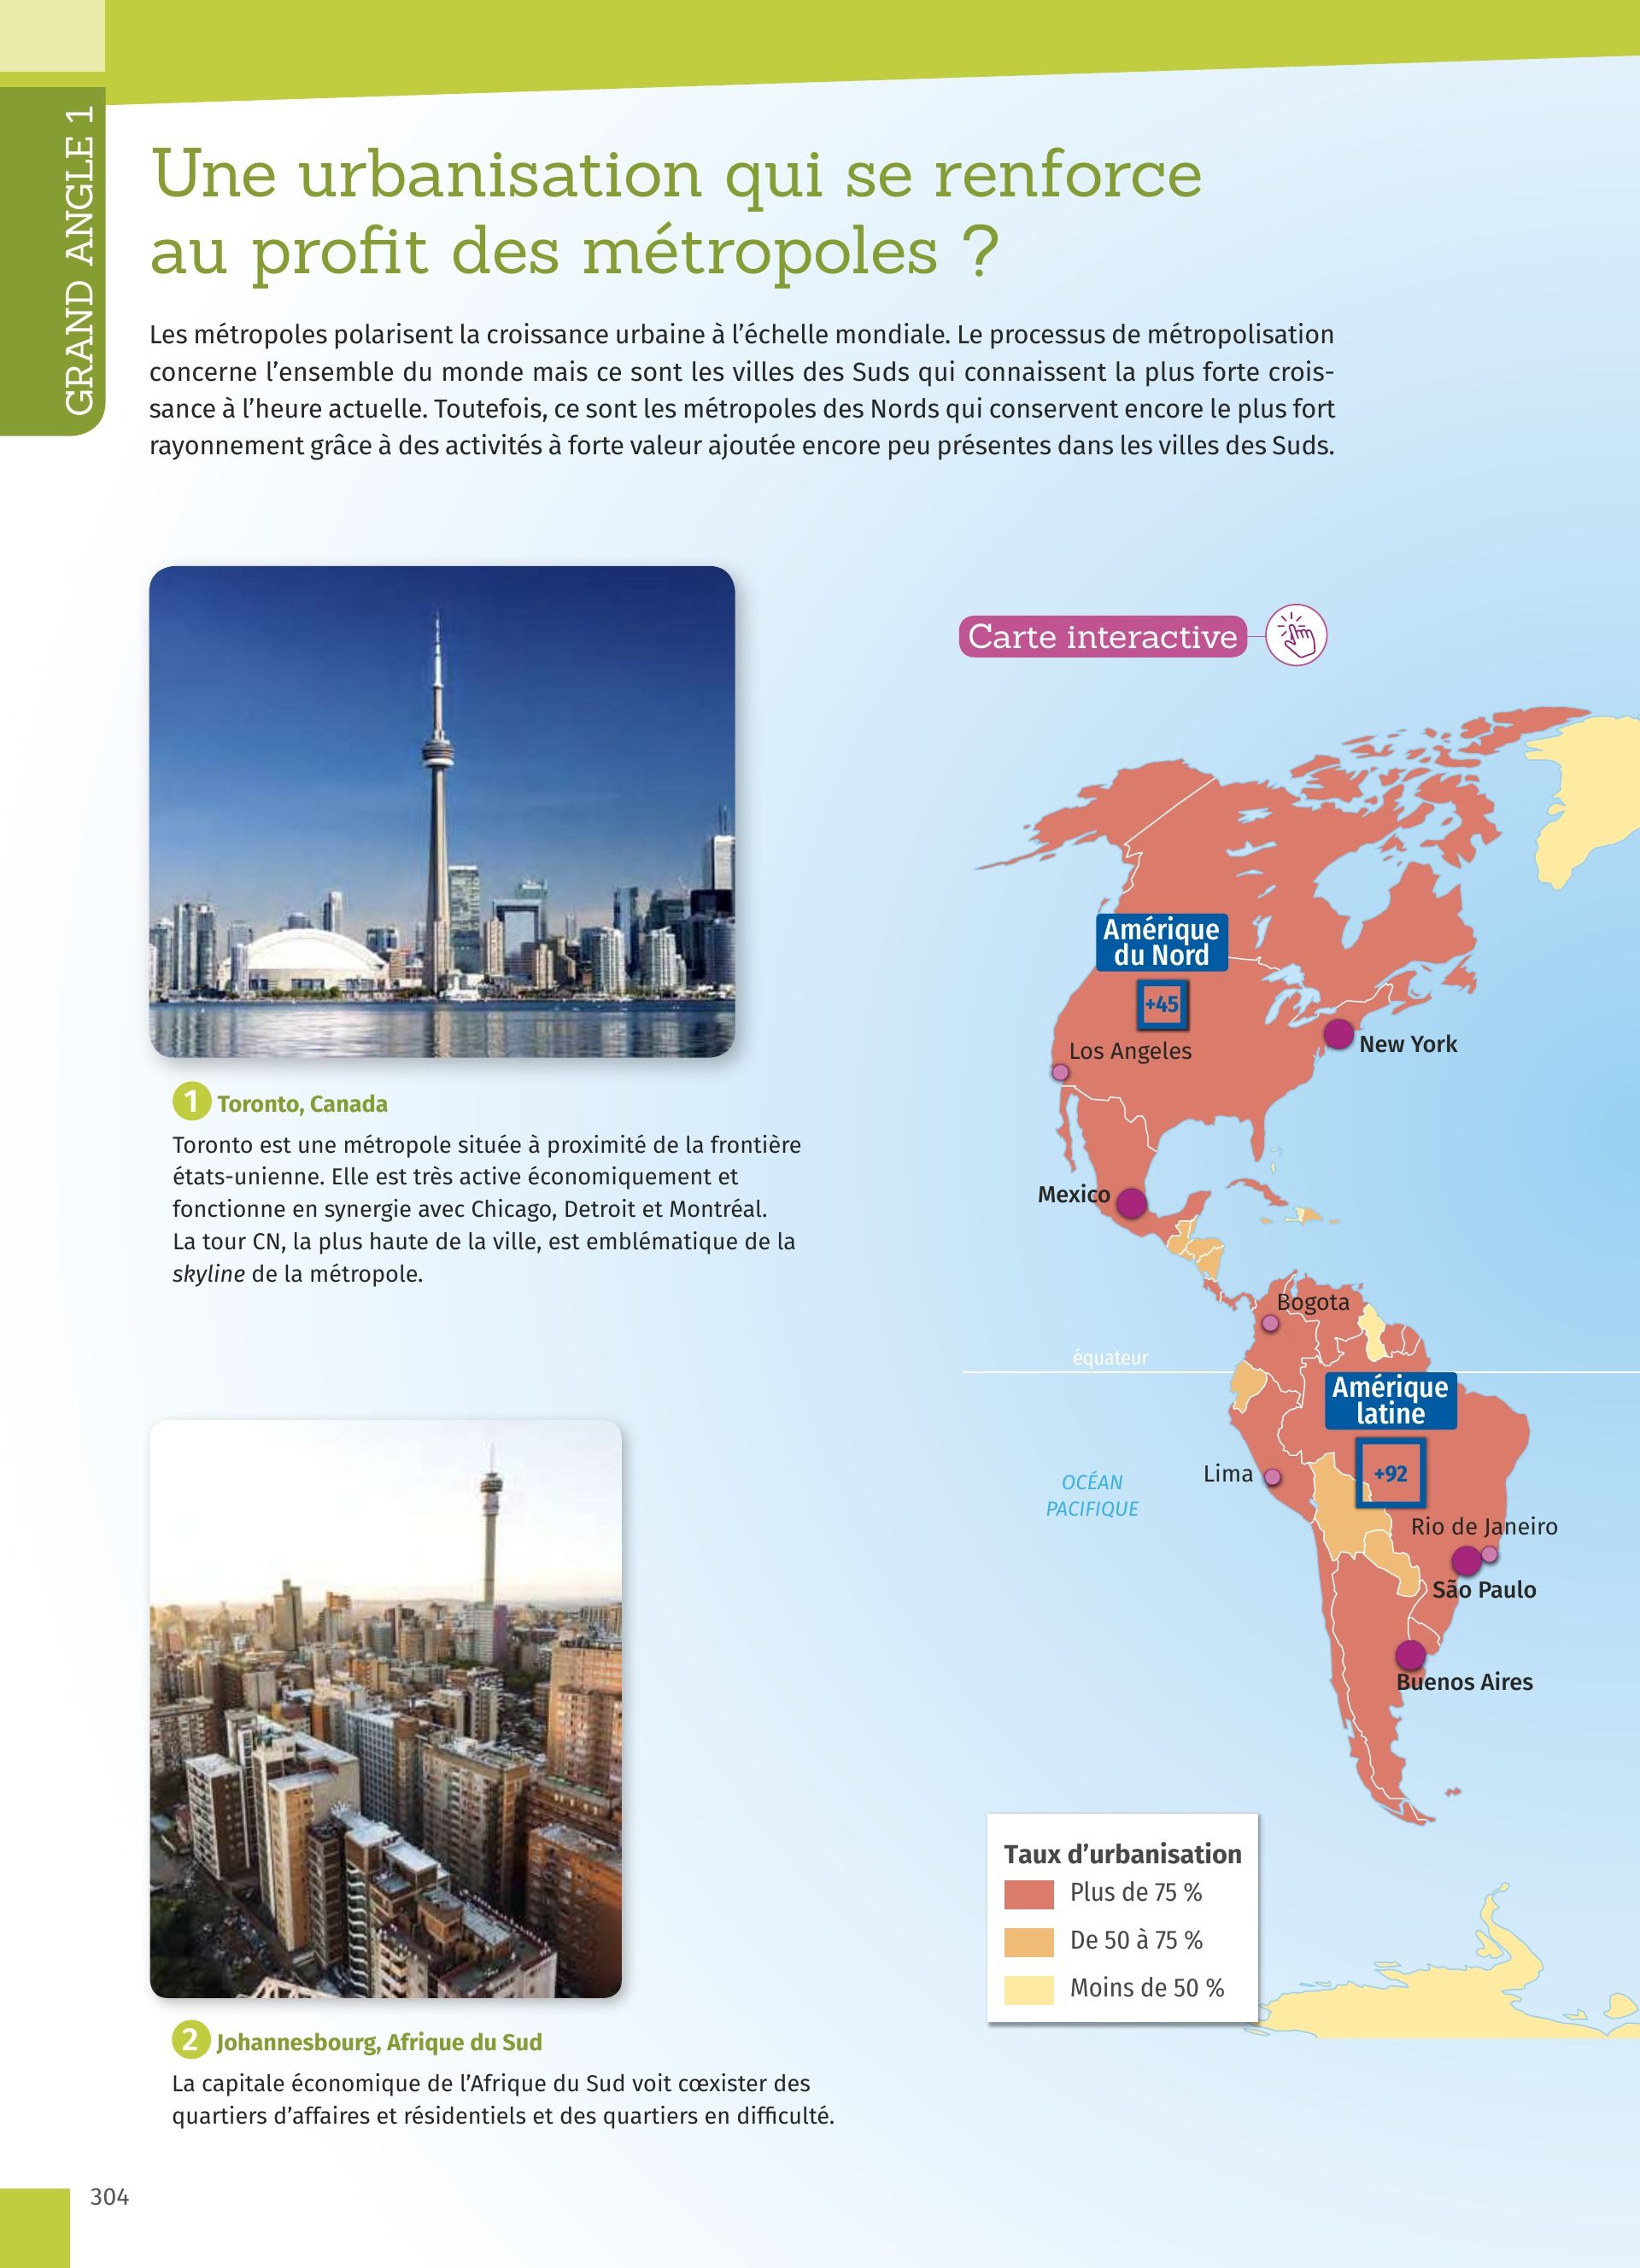 GRAND ANGLE 1
Une urbanisation qui se renforce
au profit des métropoles ?
Les métropoles polarisent la croissance urbaine à l’échelle mondiale. Le processus de métropolisation
concerne l’ensemble du monde mais ce sont les villes des Suds qui connaissent la plus forte crois-
sance à l’heure actuelle. Toutefois, ce sont les métropoles des Nords qui conservent encore le plus fort
rayonnement grâce à des activités à forte valeur ajoutée encore peu présentes dans les villes des Suds.
1 Toronto, Canada
Toronto est une métropole située à proximité de la frontière
états-unienne. Elle est très active économiquement et
fonctionne en synergie avec Chicago, Detroit et Montréal.
La tour CN, la plus haute de la ville, est emblématique de la
skyline de la métropole.
2 Johannesbourg, Afrique du Sud
La capitale économique de l’Afrique du Sud voit cœxister des
quartiers d’affaires et résidentiels et des quartiers en difficulté.
Carte interactive
Amérique
du Nord
+45
Los Angeles
New York
Mexico
Bogota
équateur
Amérique
latine
+92
Lima
OCÉAN
PACIFIQUE
Rio de Janeiro
São Paulo
Buenos Aires
Taux d’urbanisation
Plus de 75 %
De 50 à 75 %
Moins de 50 %
304